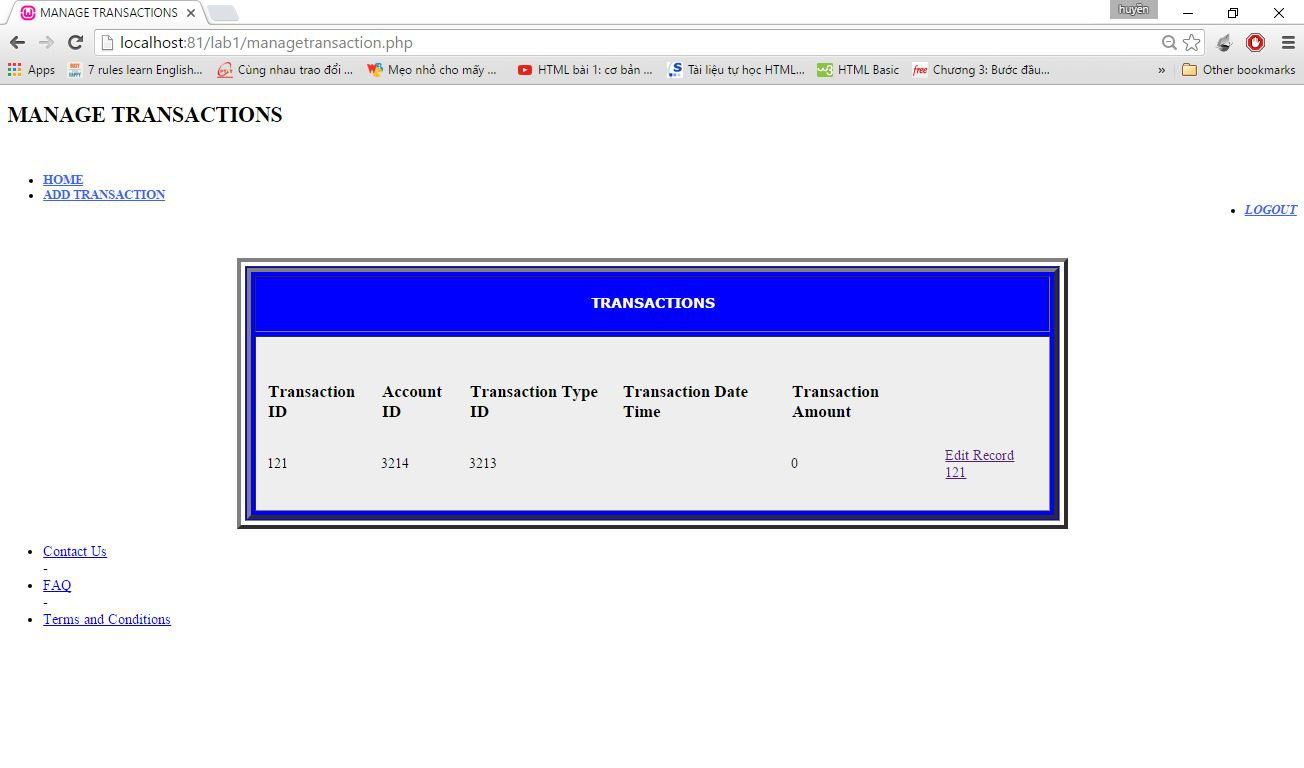 MANAGE TRANSACTIONS
huyền
localhost:81/lab1/managetransaction.php
Apps 7 rules learn English... Cùng nhau trao đổi ... Mẹo nhỏ cho máy ... HTML bài 1: cơ bản ... Tài liệu tự học HTML... HTML Basic Chương 3: Bước đầu... » Other bookmarks
MANAGE TRANSACTIONS
• HOME
• ADD TRANSACTION
• LOGOUT
TRANSACTIONS
Transaction Account Transaction Type Transaction Date Transaction
ID ID ID Time Amount
121 3214 3213 0 Edit Record
121
• Contact Us
-
• FAQ
-
• Terms and Conditions